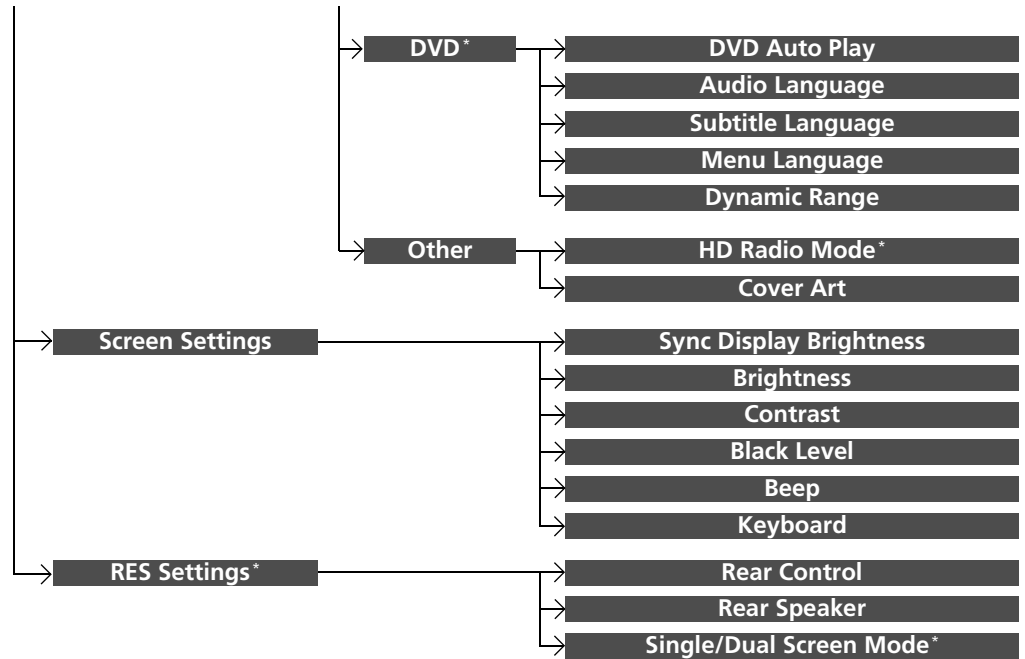 DVD*
DVD Auto Play
Audio Language
Subtitle Language
Menu Language
Dynamic Range
Other
HD Radio Mode*
Cover Art
Screen Settings
Sync Display Brightness
Brightness
Contrast
Black Level
Beep
Keyboard
RES Settings*
Rear Control
Rear Speaker
Single/Dual Screen Mode*